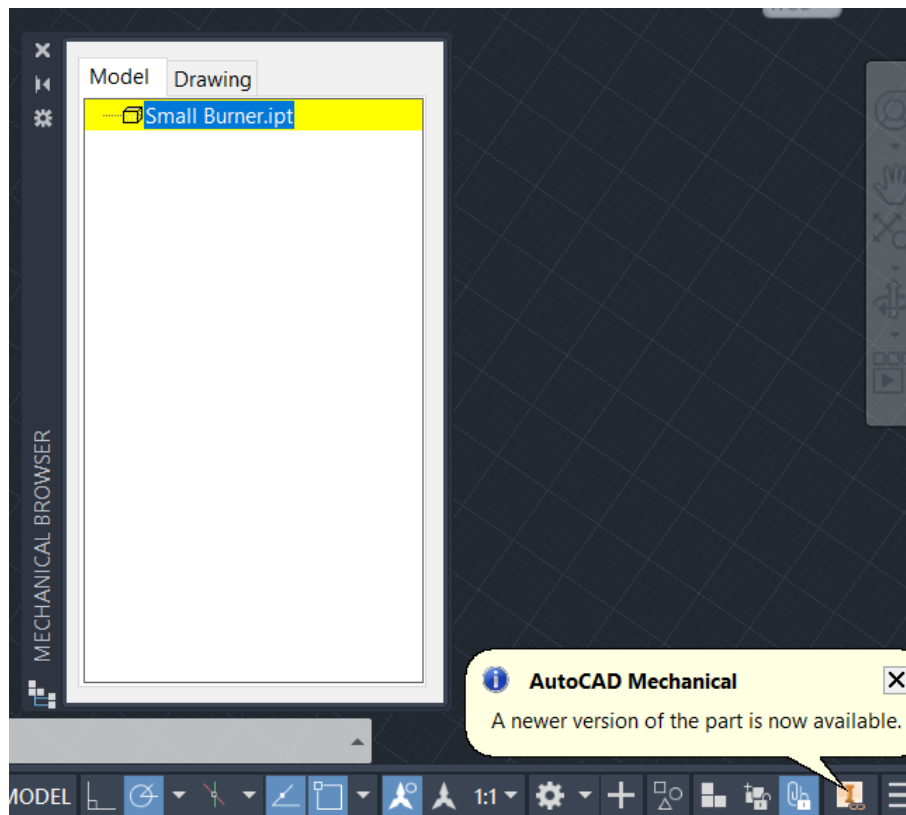 Model Drawing
Small Burner.ipt
MECHANICAL BROWSER
AutoCAD Mechanical
A newer version of the part is now available.
MODEL 1:1